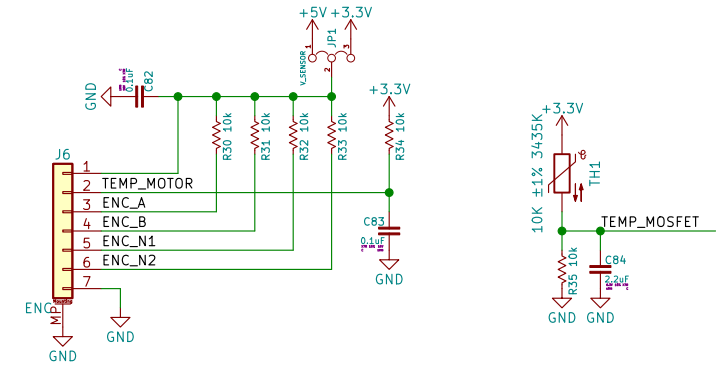 +5V +3.3V
JP1
1
3
2
V_SENSOR
GND
0.1uF
C82
R30 10k
R31 10k
R32 10k
R33 10k
+3.3V
R34 10k
J6
1
2 TEMP_MOTOR
3 ENC_A
4 ENC_B
5 ENC_N1
6 ENC_N2
7
ENC
MP
Mounting
GND
GND
C83
0.1uF
GND
+3.3V
10K ±1% 3435K
TH1
TEMP_MOSFET
R35 10k
C84
2.2uF
GND GND